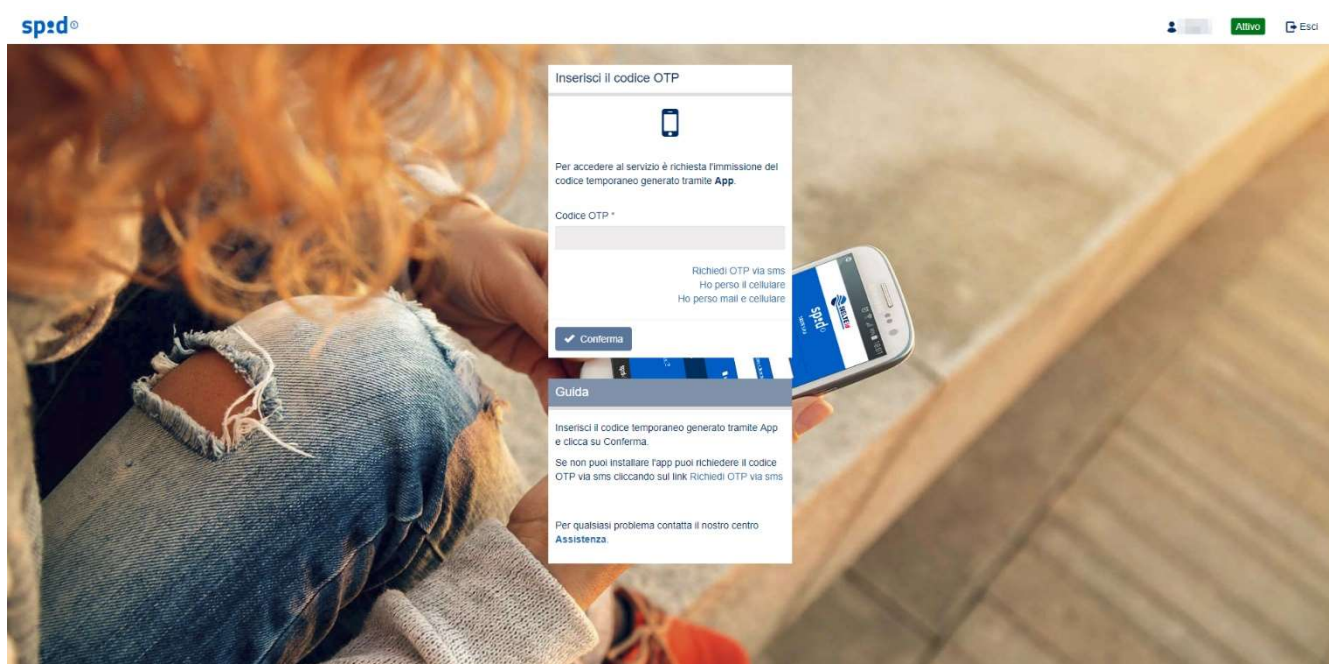 spid
Attivo
Esci
Inserisci il codice OTP
Per accedere al servizio è richiesta l'immissione del
codice temporaneo generato tramite App.
Codice OTP *
Richiedi OTP via sms
Ho perso il cellulare
Ho perso mail e cellulare
Conferma
spid
Guida
Inserisci il codice temporaneo generato tramite App
e clicca su Conferma.
Se non puoi installare l'app puoi richiedere il codice
OTP via sms cliccando sul link Richiedi OTP via sms
Per qualsiasi problema contatta il nostro centro
Assistenza.